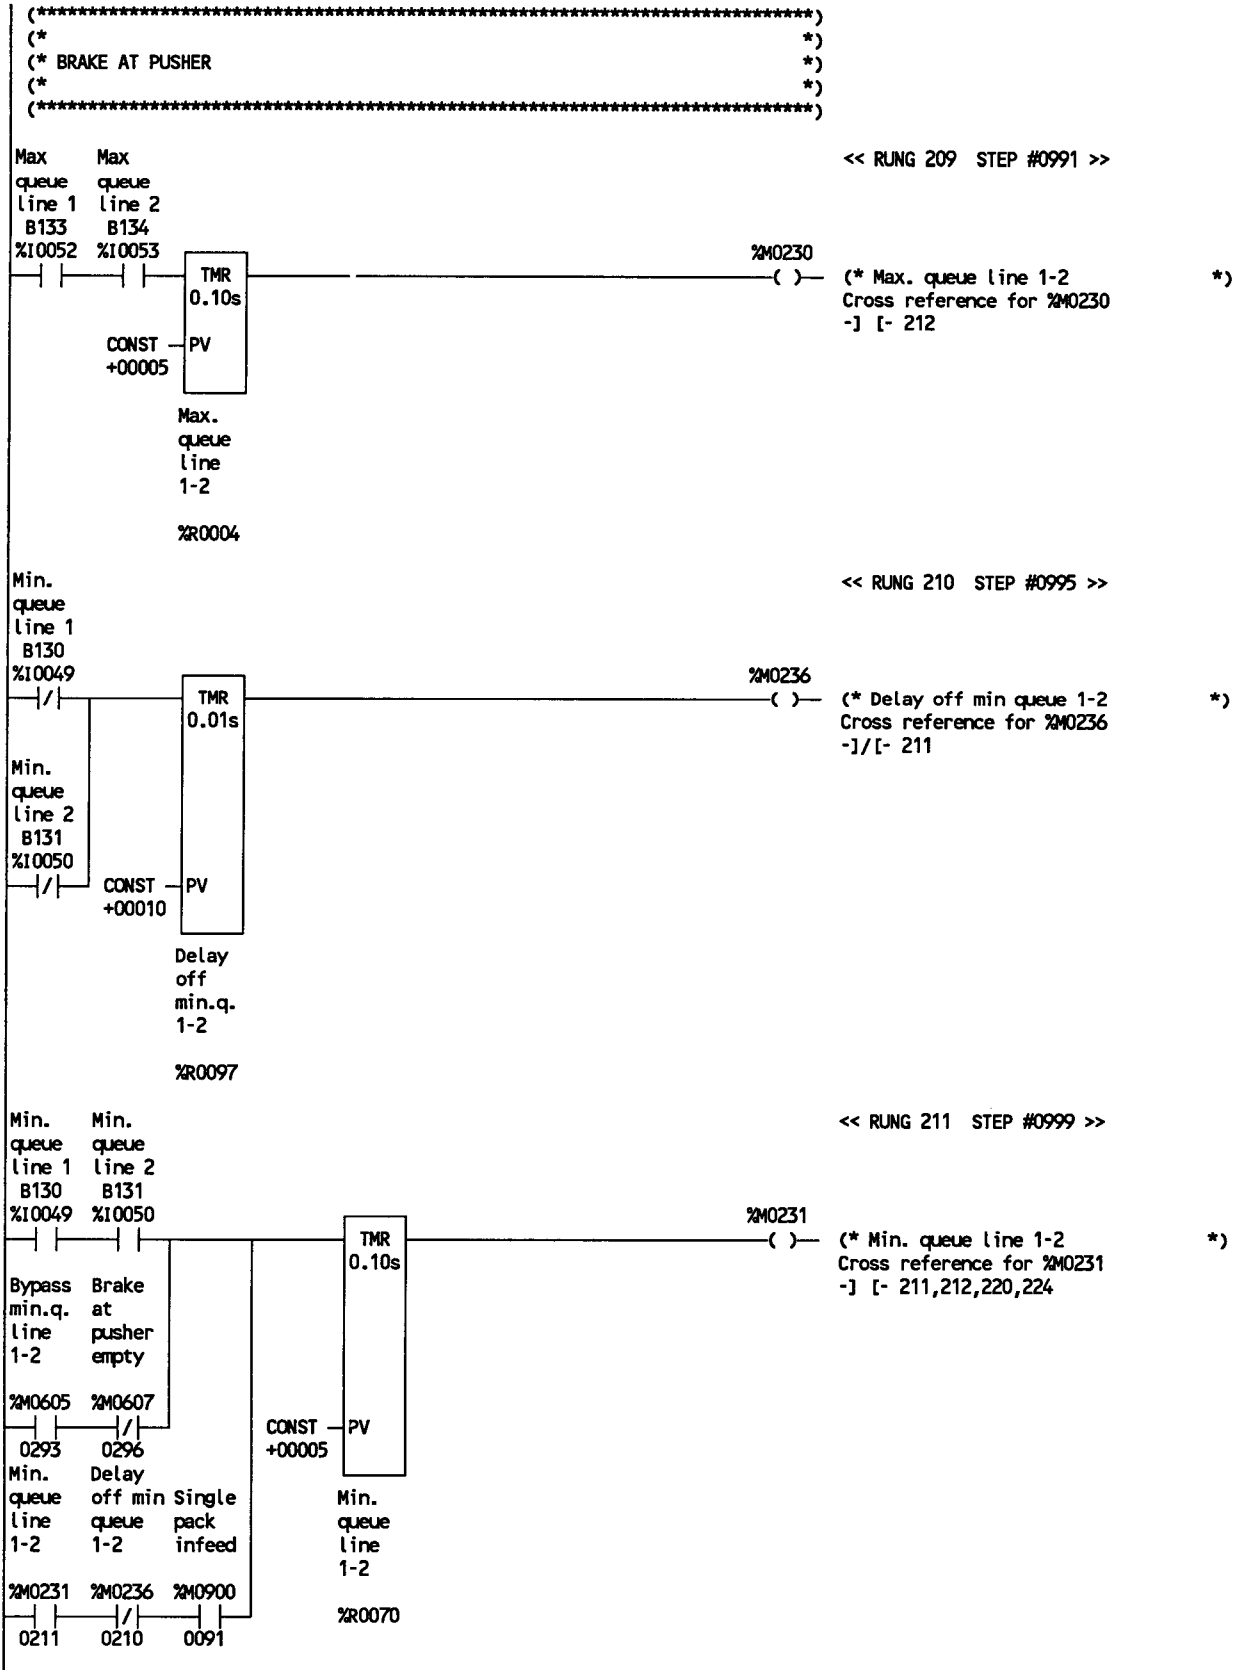 (****************************************************************************)
(* *)
(* BRAKE AT PUSHER *)
(* *)
(****************************************************************************)
<< RUNG 209 STEP #0991 >>
Max Max
queue queue
line 1 line 2
B133 B134
%I0052 %I0053
%M0230
TMR
0.10s
( )
(* Max. queue line 1-2 *)
Cross reference for %M0230
-] [- 212
CONST PV
+00005
Max.
queue
line
1-2
%R0004
<< RUNG 210 STEP #0995 >>
Min.
queue
line 1
B130
%I0049
%M0236
TMR
0.01s
( )
(* Delay off min queue 1-2 *)
Cross reference for %M0236
-]/[- 211
Min.
queue
line 2
B131
%I0050
CONST PV
+00010
Delay
off
min.q.
1-2
%R0097
<< RUNG 211 STEP #0999 >>
Min. Min.
queue queue
line 1 line 2
B130 B131
%I0049 %I0050
%M0231
TMR
0.10s
( )
(* Min. queue line 1-2 *)
Cross reference for %M0231
-] [- 211,212,220,224
Bypass Brake
min.q. at
line pusher
1-2 empty
%M0605 %M0607
0293 0296
CONST PV
+00005
Min. Delay
queue off min Single
line queue pack
1-2 1-2 infeed
%M0231 %M0236 %M0900
0211 0210 0091
Min.
queue
line
1-2
%R0070